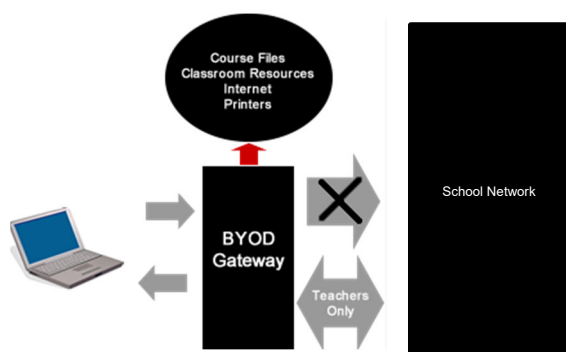 Course Files
Classroom Resources
Internet
Printers
School Network
BYOD
Gateway
Teachers
Only